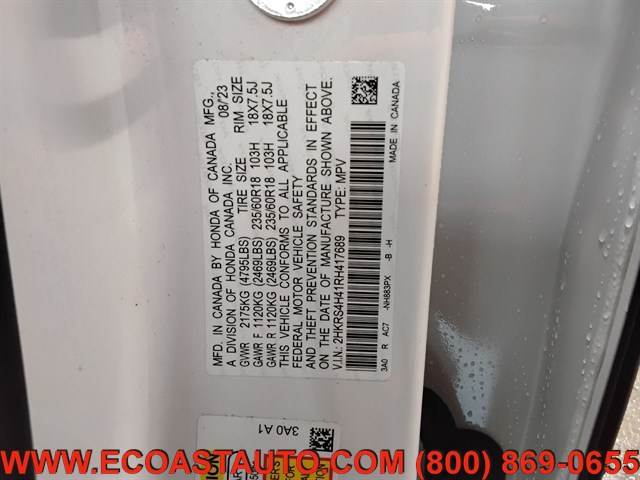 MFD. IN CANADA BY HONDA OF CANADA MFG.,
A DIVISION OF HONDA CANADA INC. 08/'23
GVWR 2175KG (4795LBS) TIRE SIZE RIM SIZE
GAWR F 1120KG (2469LBS) 235/60R18 103H 18X7.5J
GAWR R 1120KG (2469LBS) 235/60R18 103H 18X7.5J
THIS VEHICLE CONFORMS TO ALL APPLICABLE
FEDERAL MOTOR VEHICLE SAFETY
AND THEFT PREVENTION STANDARDS IN EFFECT
ON THE DATE OF MANUFACTURE SHOWN ABOVE.
V.I.N.: 2HKRS4H41RH417689 TYPE: MPV
3A0 R AC7 -NH883PX -B -H MADE IN CANADA
3A0 A1
WWW.ECOASTAUTO.COM (800) 869-0655